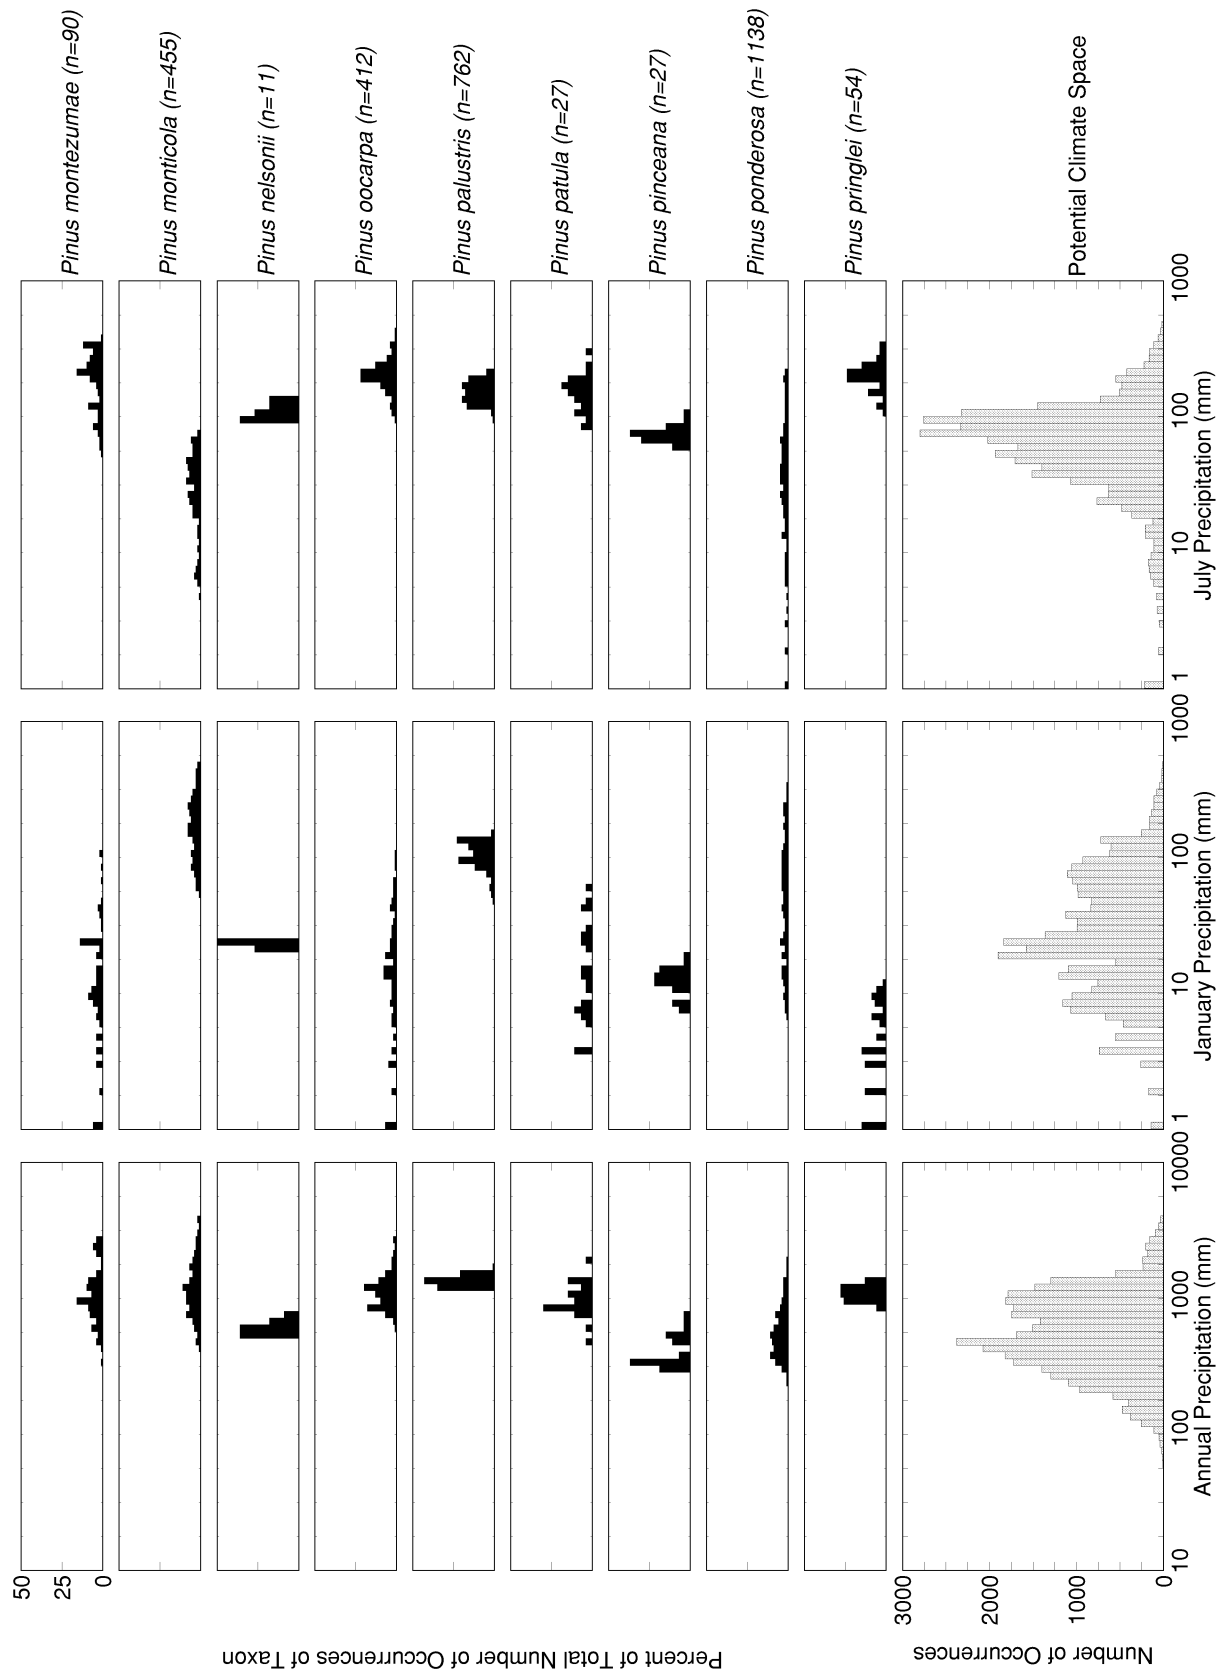 Pinus montezumae (n=90)
Pinus monticola (n=455)
Pinus nelsonii (n=11)
Pinus oocarpa (n=412)
Pinus palustris (n=762)
Pinus patula (n=27)
Pinus pinceana (n=27)
Pinus ponderosa (n=1138)
Pinus pringlei (n=54)
Potential Climate Space
50
25
0
Percent of Total Number of Occurrences of Taxon
3000
2000
1000
0
Number of Occurrences
10 100 1000 10000
Annual Precipitation (mm)
1 10 100 1000
January Precipitation (mm)
1 10 100 1000
July Precipitation (mm)